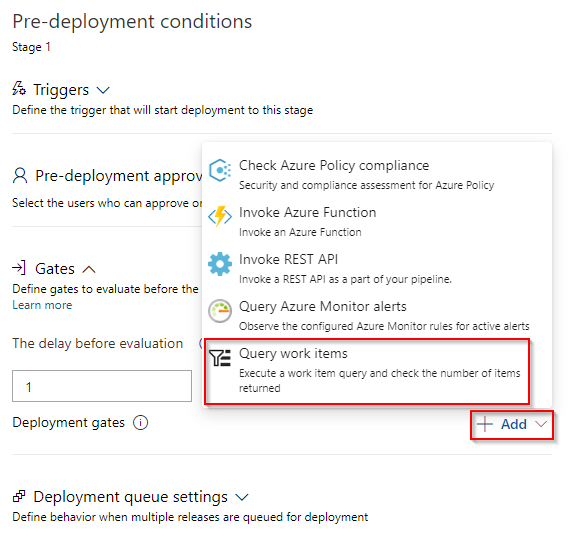 Pre-deployment conditions
Stage 1
Triggers
Define the trigger that will start deployment to this stage
Pre-deployment approv
Select the users who can approve or
Check Azure Policy compliance
Security and compliance assessment for Azure Policy
Invoke Azure Function
Invoke an Azure Function
Invoke REST API
Invoke a REST API as a part of your pipeline.
Query Azure Monitor alerts
Observe the configured Azure Monitor rules for active alerts
Query work items
Execute a work item query and check the number of items
returned
Gates
Define gates to evaluate before the
Learn more
The delay before evaluation
1
Deployment gates
Add
Deployment queue settings
Define behavior when multiple releases are queued for deployment